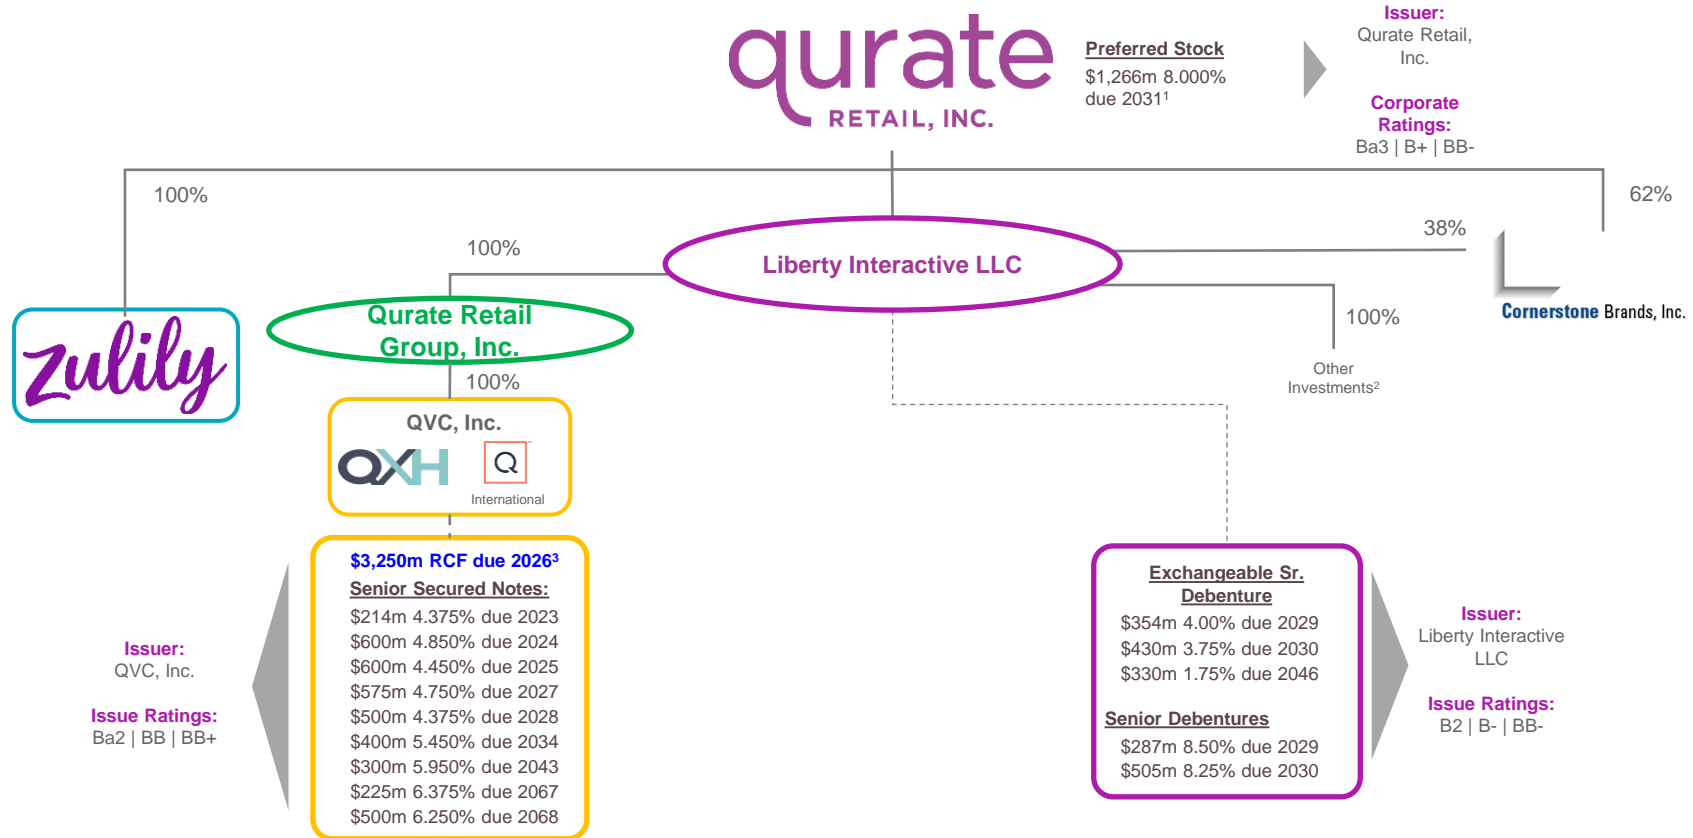 qurate
RETAIL, INC.
Preferred Stock
$1,266m 8.000%
due 2031¹
Issuer:
Qurate Retail,
Inc.
Corporate
Ratings:
Ba3 | B+ | BB-
100%
62%
38%
100%
Liberty Interactive LLC
Cornerstone Brands, Inc.
zulily
Qurate Retail
Group, Inc.
100%
100%
Other
Investments²
QVC, Inc.
QXH
Q
International
$3,250m RCF due 2026³
Senior Secured Notes:
$214m 4.375% due 2023
$600m 4.850% due 2024
$600m 4.450% due 2025
$575m 4.750% due 2027
$500m 4.375% due 2028
$400m 5.450% due 2034
$300m 5.950% due 2043
$225m 6.375% due 2067
$500m 6.250% due 2068
Issuer:
QVC, Inc.
Issue Ratings:
Ba2 | BB | BB+
Exchangeable Sr.
Debenture
$354m 4.00% due 2029
$430m 3.75% due 2030
$330m 1.75% due 2046
Senior Debentures
$287m 8.50% due 2029
$505m 8.25% due 2030
Issuer:
Liberty Interactive
LLC
Issue Ratings:
B2 | B- | BB-